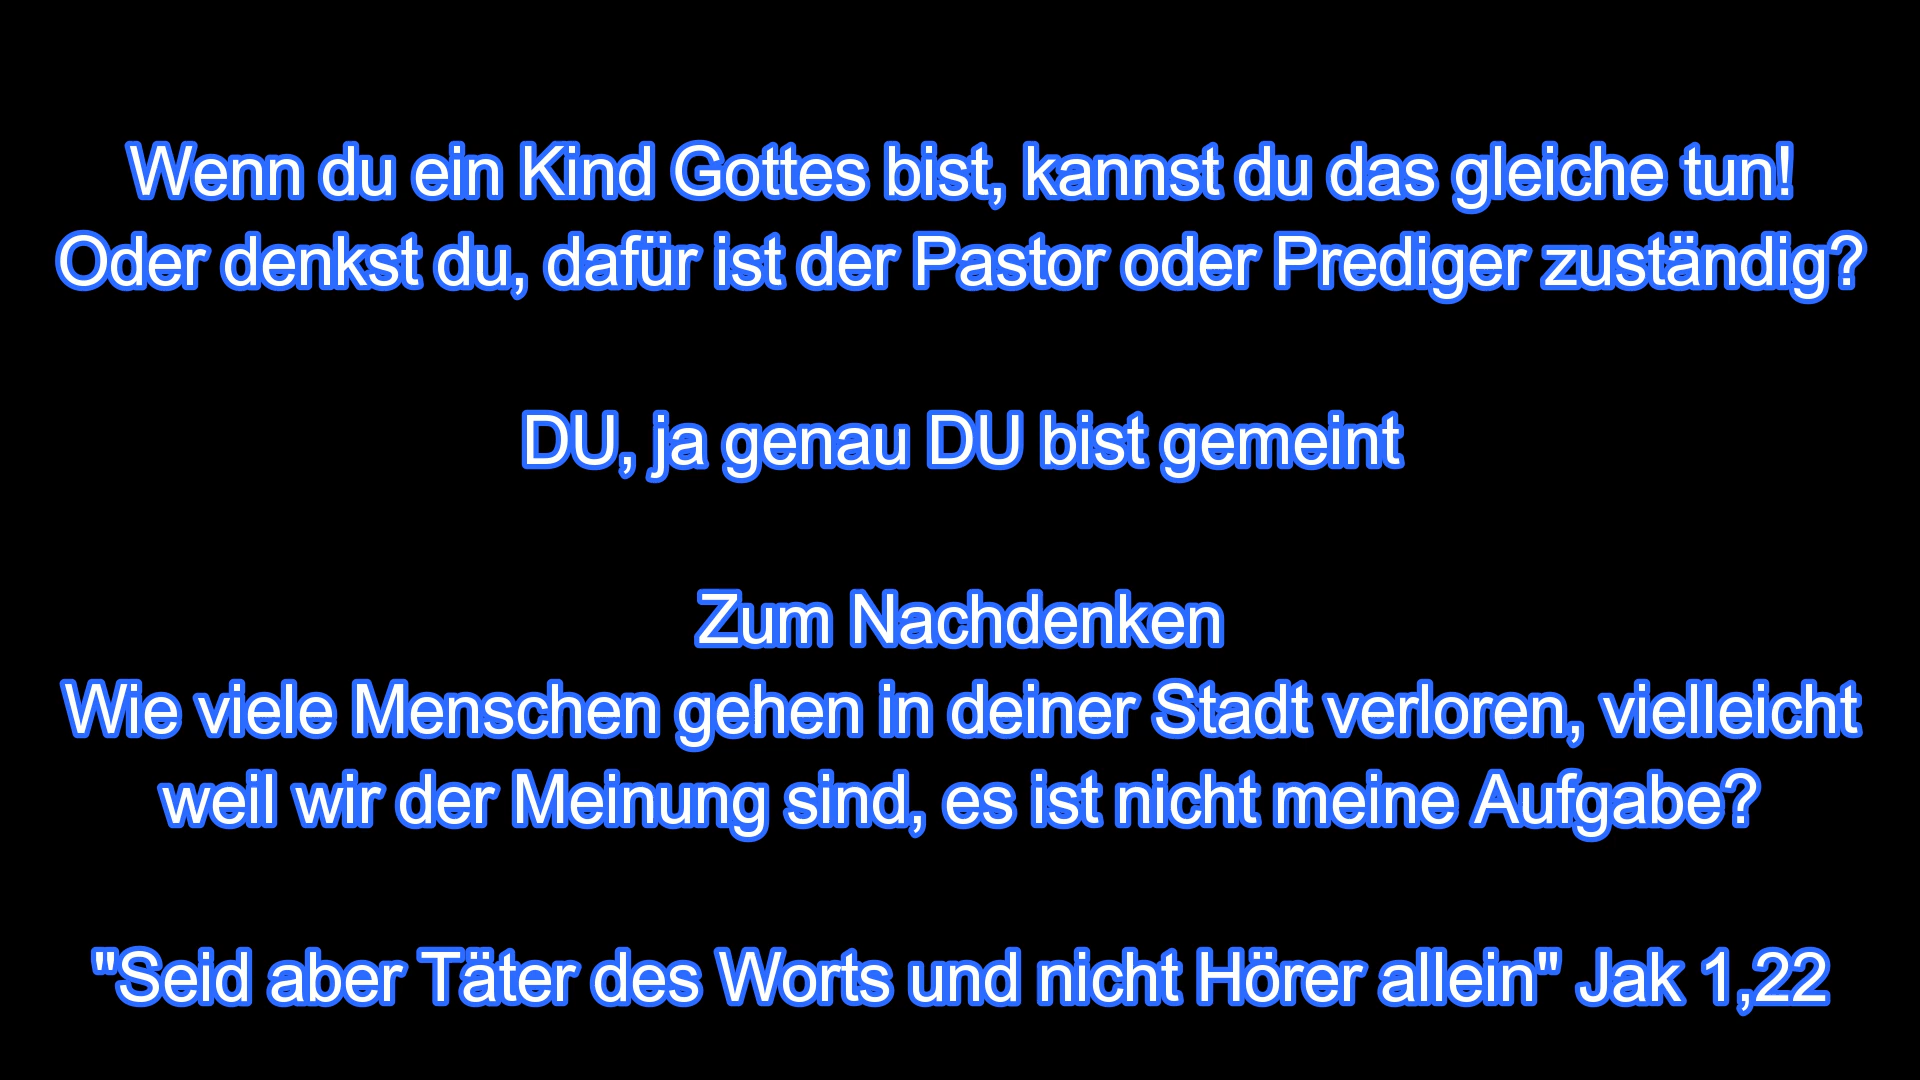 Wenn du ein Kind Gottes bist, kannst du das gleiche tun!
Oder denkst du, dafür ist der Pastor oder Prediger zuständig?
DU, ja genau DU bist gemeint
Zum Nachdenken
Wie viele Menschen gehen in deiner Stadt verloren, vielleicht
weil wir der Meinung sind, es ist nicht meine Aufgabe?
"Seid aber Täter des Worts und nicht Hörer allein" Jak 1,22